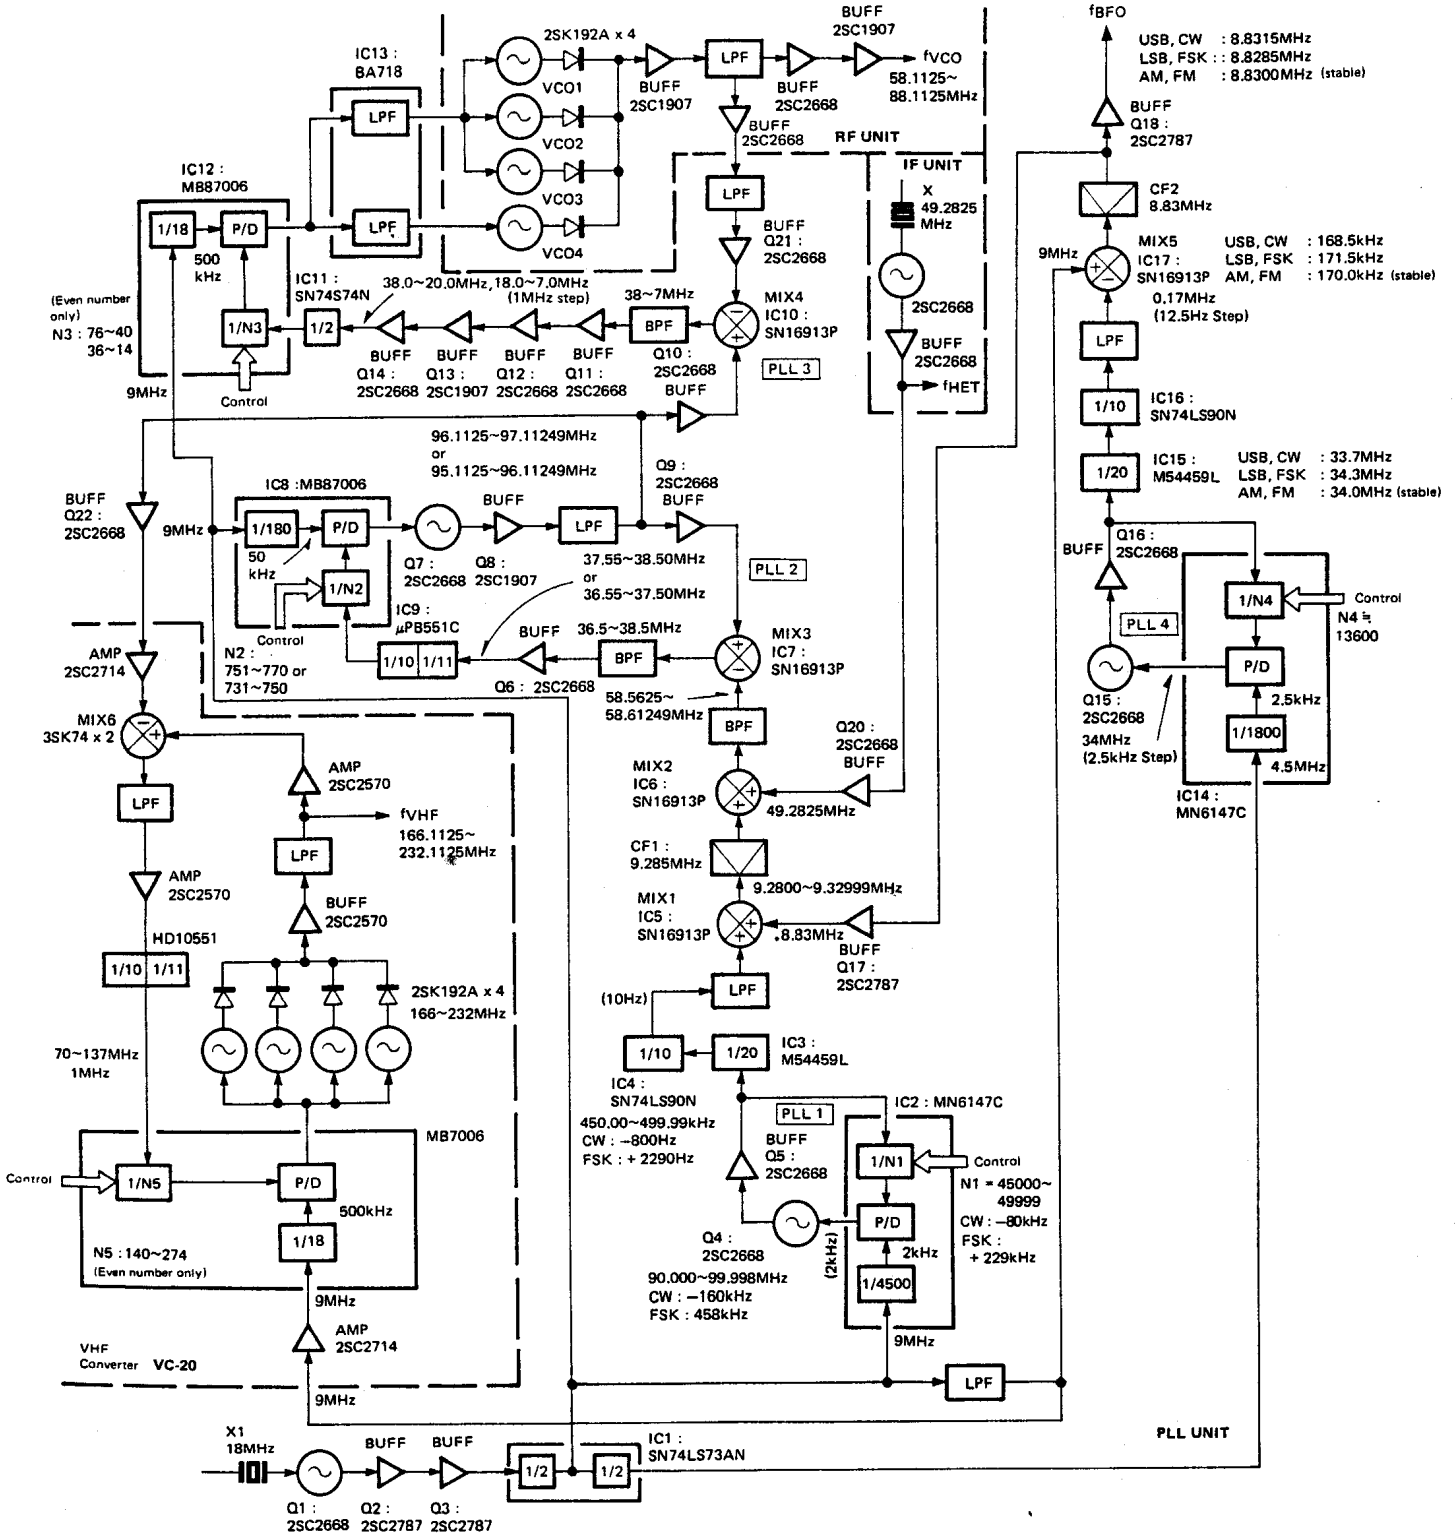 fBFO
USB, CW : 8.8315MHz
LSB, FSK : : 8.8285MHz
AM, FM : 8.8300MHz (stable)
BUFF
Q18 :
2SC2787
CF2
8.83MHz
9MHz
MIX5
IC17 :
SN16913P
USB, CW : 168.5kHz
LSB, FSK : 171.5kHz
AM, FM : 170.0kHz (stable)
0.17MHz
(12.5Hz Step)
LPF
1/10
IC16 :
SN74LS90N
1/20
IC15 :
M54459L
USB, CW : 33.7MHz
LSB, FSK : 34.3MHz
AM, FM : 34.0MHz (stable)
Q16 :
2SC2668
BUFF
1/N4
Control
N4 ≒
13600
PLL 4
P/D
Q15 :
2SC2668
34MHz
(2.5kHz Step)
2.5kHz
1/1800
4.5MHz
IC14 :
MN6147C
BUFF
2SC1907
2SK192A x 4
IC13 :
BA718
LPF
LPF
VCO1
VCO2
VCO3
VCO4
BUFF
2SC1907
LPF
BUFF
2SC2668
fVCO
58.1125~
88.1125MHz
BUFF
2SC2668
RF UNIT
IF UNIT
X
49.2825
MHz
2SC2668
BUFF
2SC2668
fHET
LPF
BUFF
Q21 :
2SC2668
MIX4
IC10 :
SN16913P
PLL 3
IC12 :
MB87006
1/18
P/D
500
kHz
(Even number
only)
N3 : 76~40
36~14
1/N3
Control
9MHz
IC11 :
SN74S74N
1/2
38.0~20.0MHz, 18.0~7.0MHz
(1MHz step)
38~7MHz
BPF
BUFF
Q14 :
2SC2668
BUFF
Q13 :
2SC1907
BUFF
Q12 :
2SC2668
BUFF
Q11 :
2SC2668
Q10 :
2SC2668
BUFF
96.1125~97.11249MHz
or
95.1125~96.11249MHz
Q9 :
2SC2668
BUFF
BUFF
Q22 :
2SC2668
9MHz
IC8 : MB87006
1/180
P/D
50
kHz
1/N2
Control
N2 :
751~770 or
731~750
Q7 :
2SC2668
BUFF
Q8 :
2SC1907
LPF
37.55~38.50MHz
or
36.55~37.50MHz
PLL 2
IC9 :
µPB551C
1/10 1/11
BUFF
Q6 : 2SC2668
36.5~38.5MHz
BPF
MIX3
IC7 :
SN16913P
58.5625~
58.61249MHz
BPF
MIX2
IC6 :
SN16913P
Q20 :
2SC2668
BUFF
49.2825MHz
CF1 :
9.285MHz
9.2800~9.32999MHz
MIX1
IC5 :
SN16913P
8.83MHz
BUFF
Q17 :
2SC2787
LPF
(10Hz)
1/10
1/20
IC3 :
M54459L
IC4 :
SN74LS90N
450.00~499.99kHz
CW : −800Hz
FSK : + 2290Hz
PLL 1
BUFF
Q5 :
2SC2668
IC2 : MN6147C
1/N1
Control
N1 = 45000~
49999
CW : −80kHz
FSK :
+ 229kHz
P/D
2kHz
(2kHz)
Q4 :
2SC2668
90.000~99.998MHz
CW : −160kHz
FSK : 458kHz
1/4500
9MHz
LPF
AMP
2SC2714
MIX6
3SK74 x 2
LPF
AMP
2SC2570
AMP
2SC2570
fVHF
166.1125~
232.1125MHz
LPF
BUFF
2SC2570
HD10551
1/10 1/11
2SK192A x 4
166~232MHz
70~137MHz
1MHz
MB7006
Control
1/N5
P/D
500kHz
1/18
N5 : 140~274
(Even number only)
9MHz
AMP
2SC2714
VHF
Converter VC-20
9MHz
X1
18MHz
Q1 :
2SC2668
BUFF
Q2 :
2SC2787
BUFF
Q3 :
2SC2787
IC1 :
SN74LS73AN
1/2
1/2
PLL UNIT